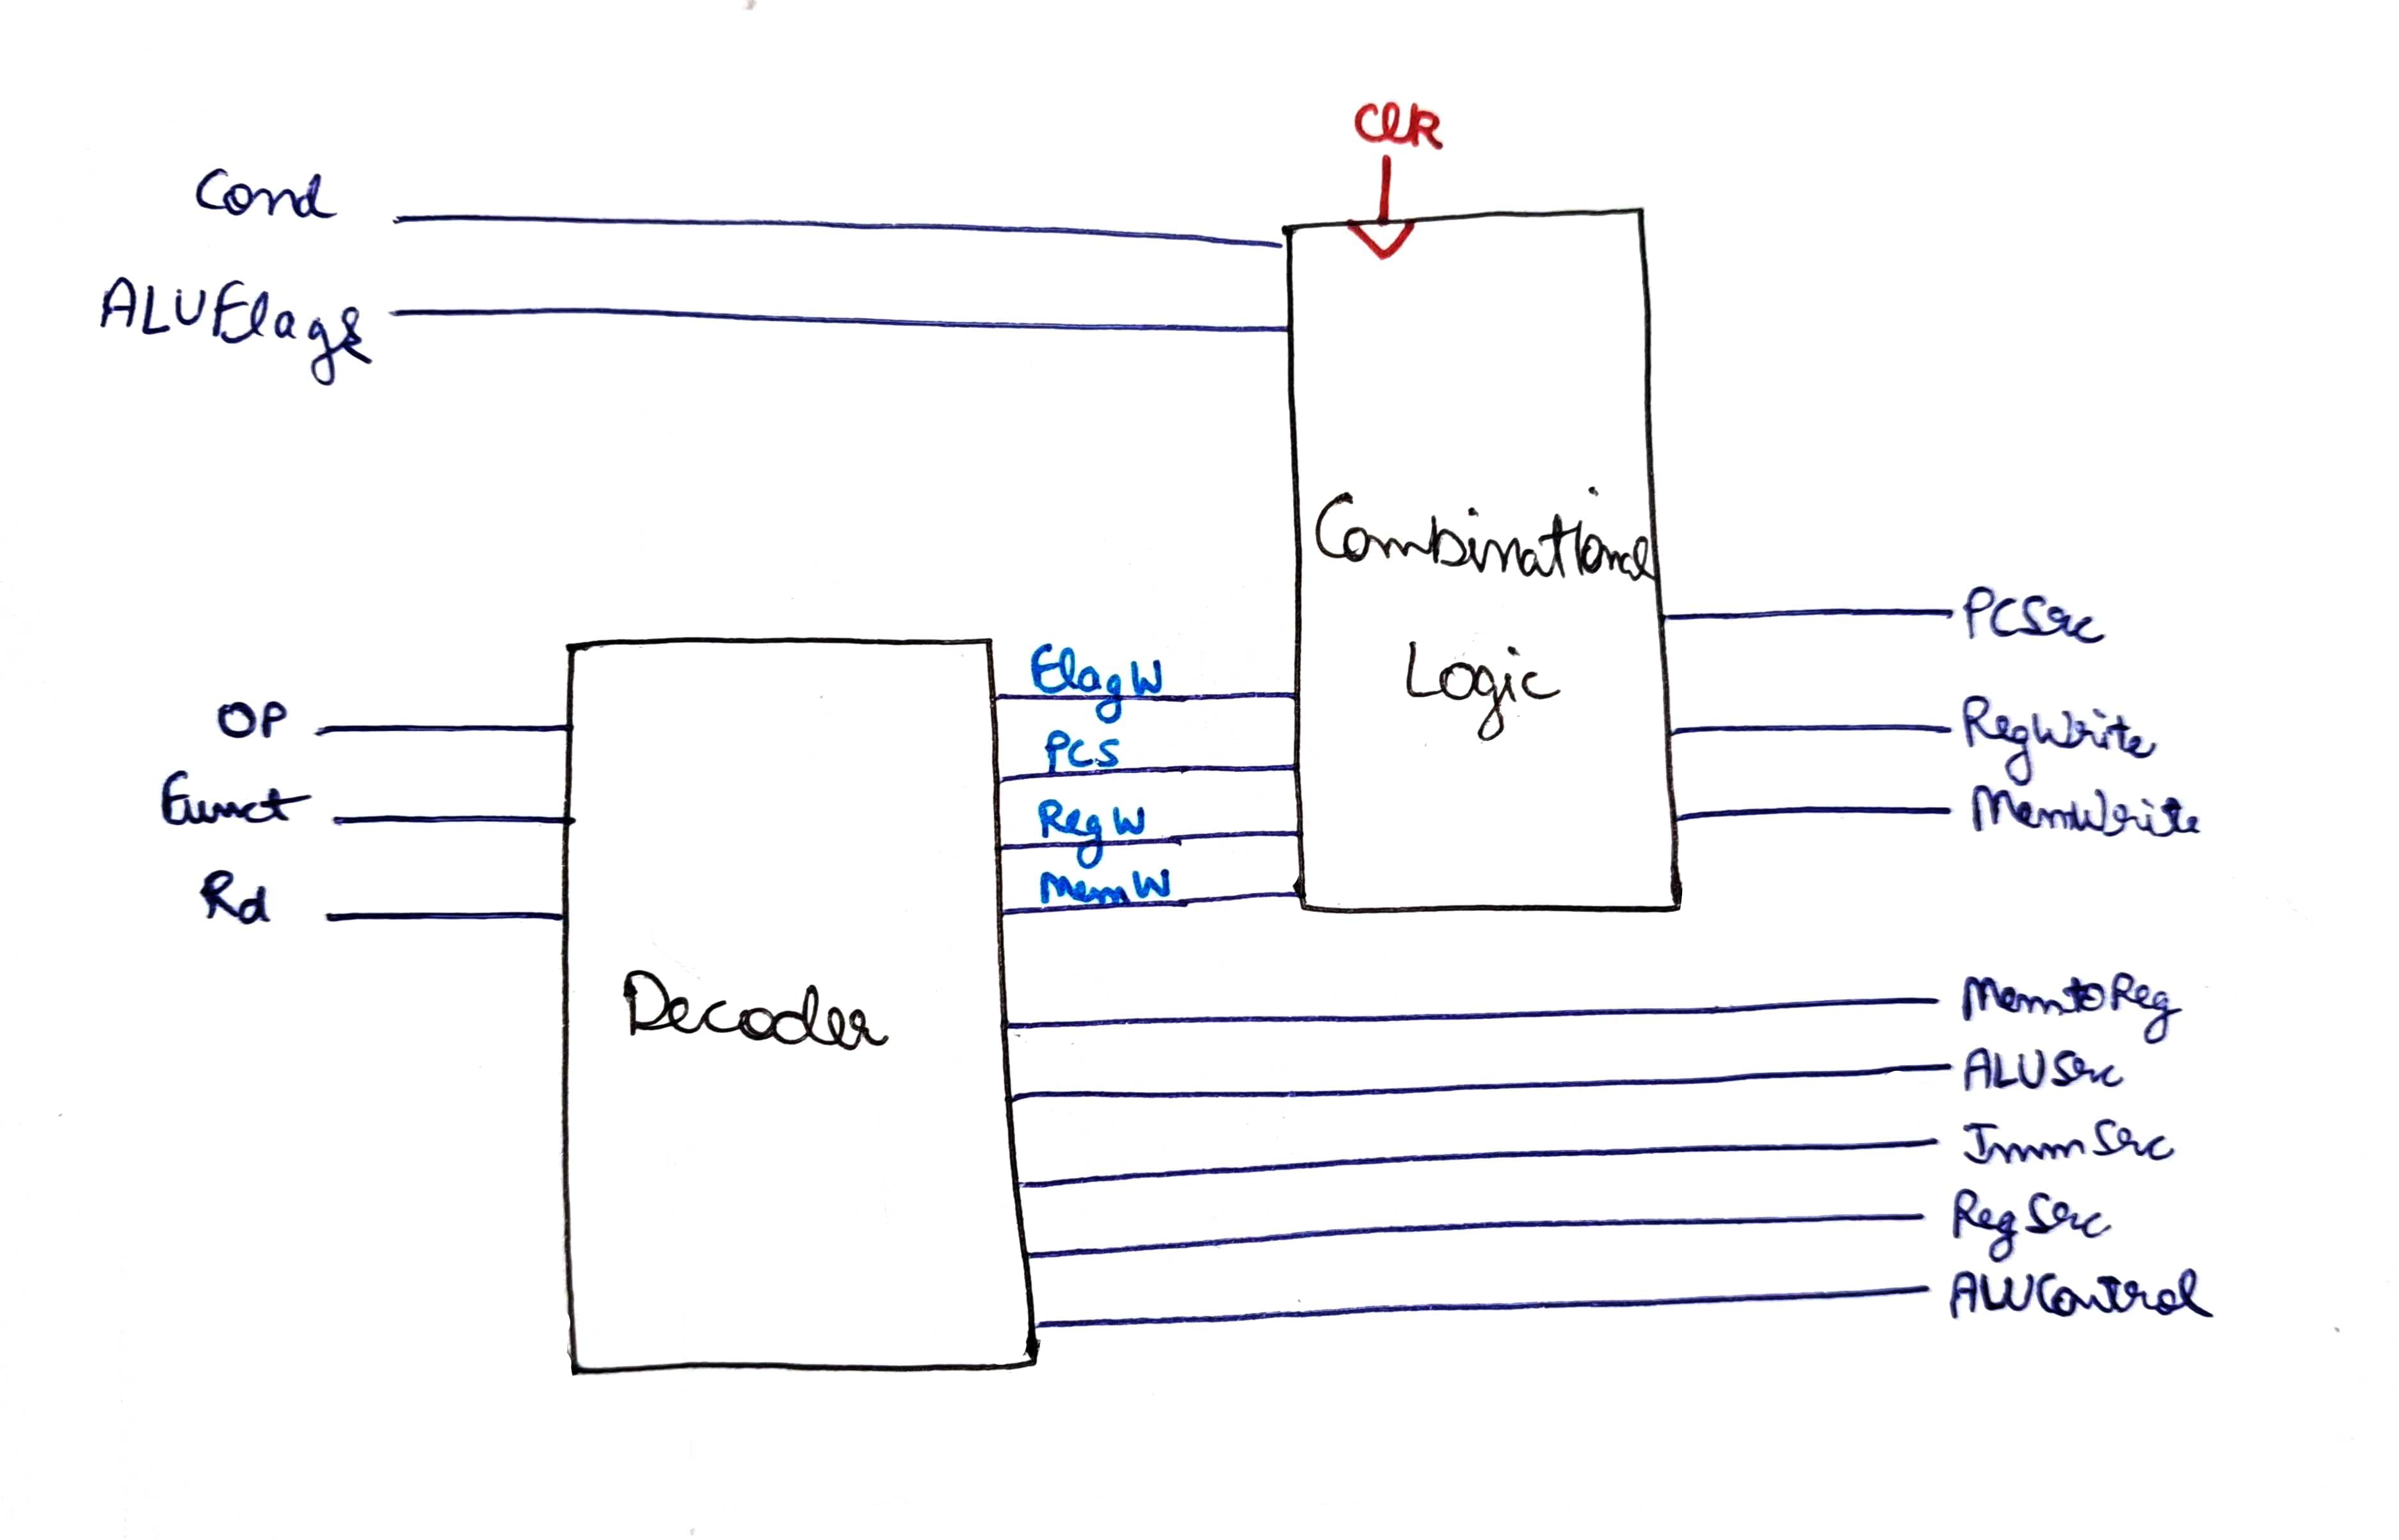 Clk
Cond
ALUFlags
Combinational
Logic
PCSrc
RegWrite
MemWrite
FlagW
PCS
RegW
MemW
OP
Funct
Rd
Decoder
MemtoReg
ALUSrc
ImmSrc
RegSrc
ALUControl